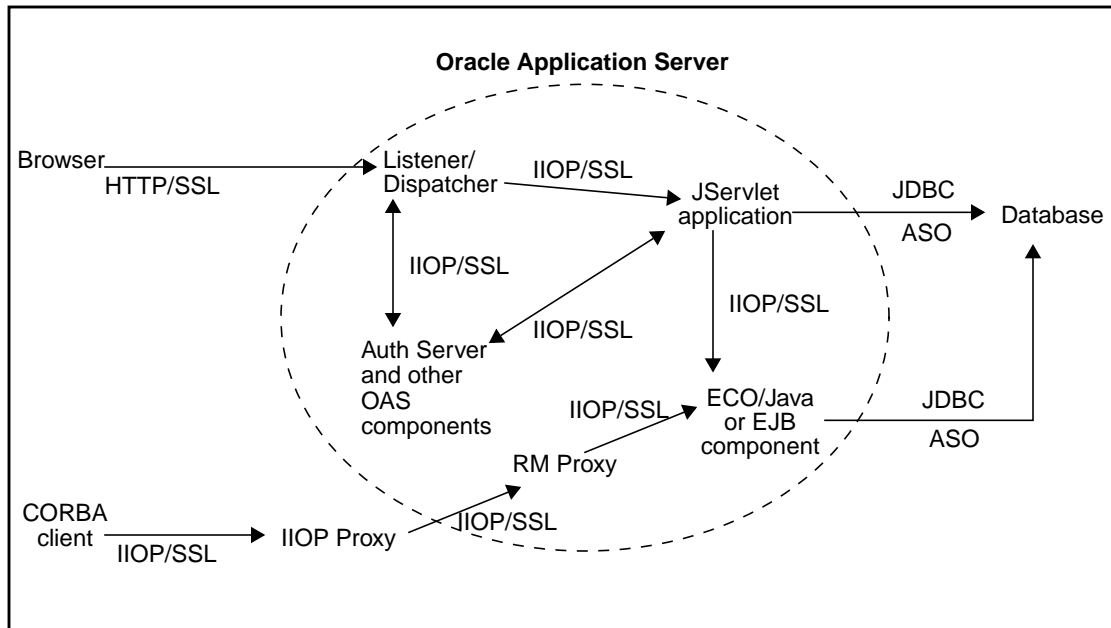 Oracle Application Server
Browser
HTTP/SSL
Listener/
Dispatcher
IIOP/SSL
JServlet
application
JDBC
ASO
Database
IIOP/SSL
IIOP/SSL
IIOP/SSL
Auth Server
and other
OAS
components
IIOP/SSL
ECO/Java
or EJB
component
JDBC
ASO
RM Proxy
CORBA
client
IIOP/SSL
IIOP Proxy
IIOP/SSL